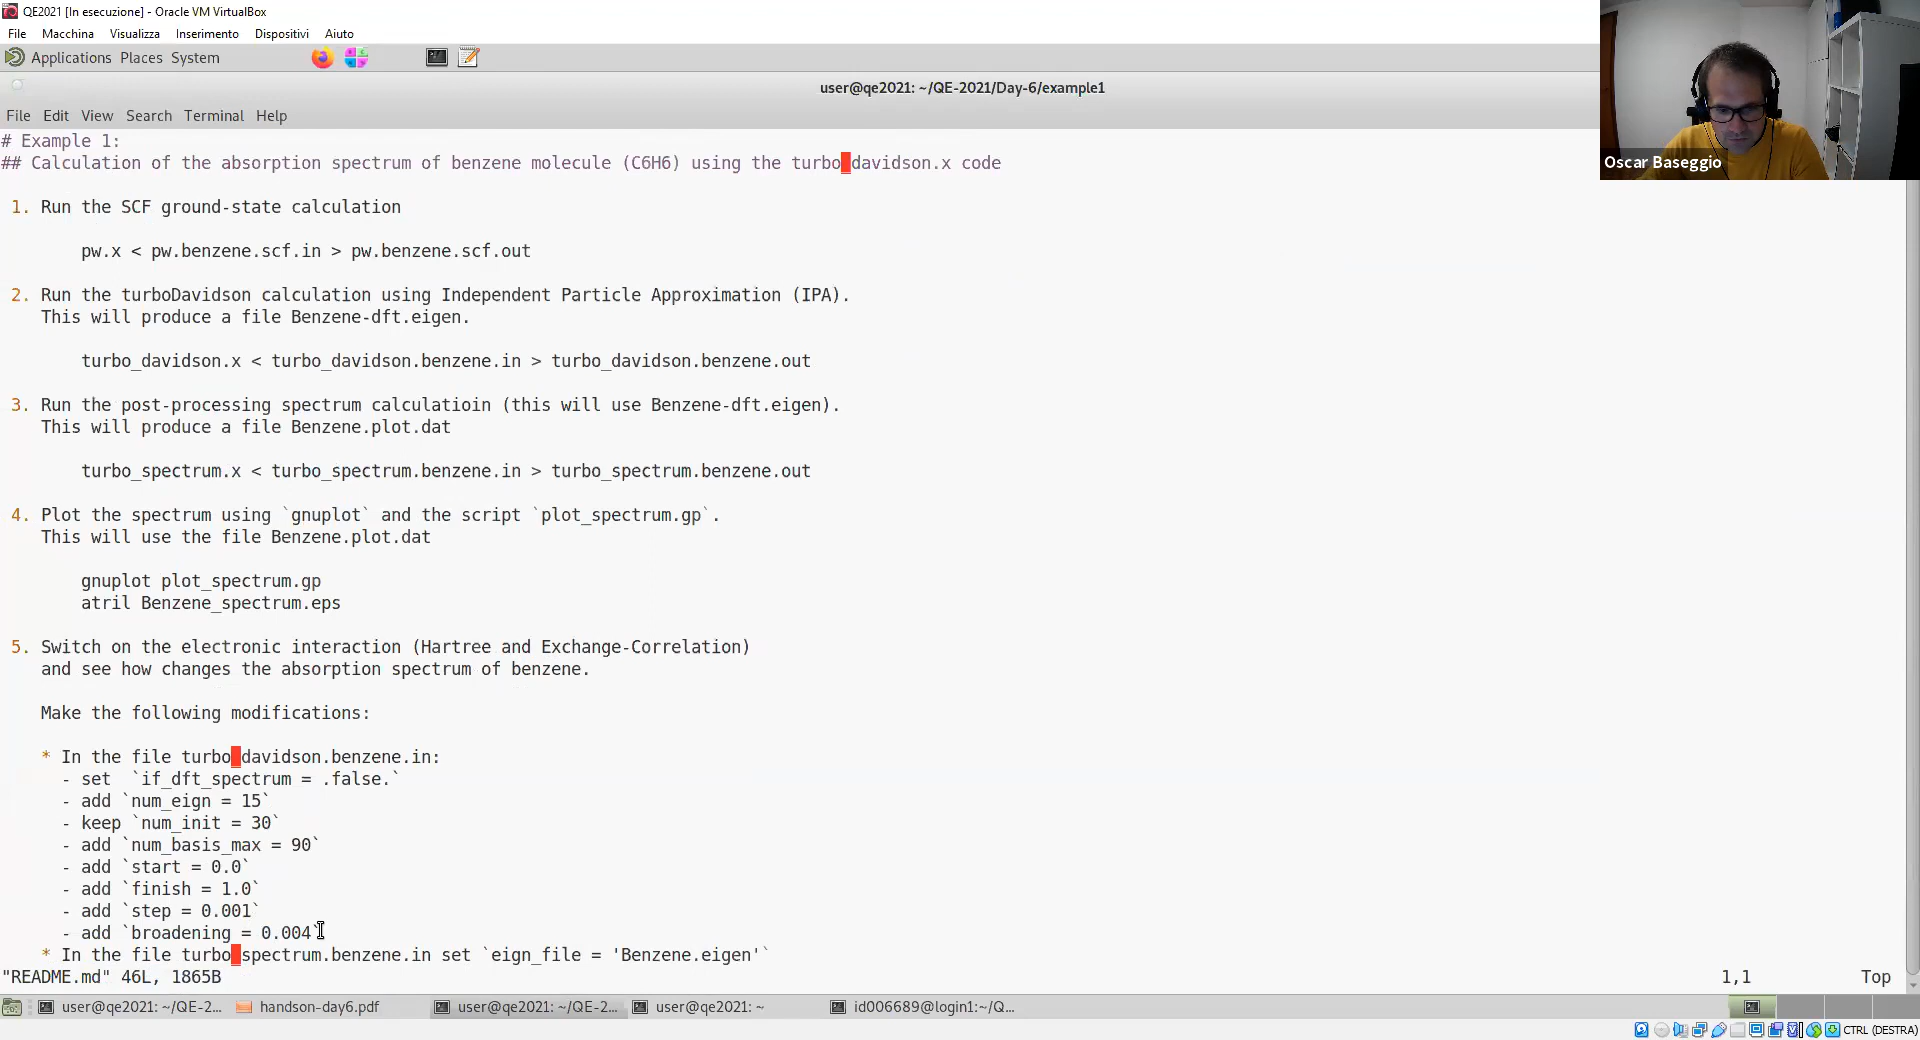 QE2021 [In esecuzione] - Oracle VM VirtualBox
File Macchina Visualizza Inserimento Dispositivi Aiuto
Applications Places System
user@qe2021: ~/QE-2021/Day-6/example1
File Edit View Search Terminal Help
Oscar Baseggio
# Example 1:
## Calculation of the absorption spectrum of benzene molecule (C6H6) using the turbo_davidson.x code
1. Run the SCF ground-state calculation
pw.x < pw.benzene.scf.in > pw.benzene.scf.out
2. Run the turboDavidson calculation using Independent Particle Approximation (IPA).
This will produce a file Benzene-dft.eigen.
turbo_davidson.x < turbo_davidson.benzene.in > turbo_davidson.benzene.out
3. Run the post-processing spectrum calculatioin (this will use Benzene-dft.eigen).
This will produce a file Benzene.plot.dat
turbo_spectrum.x < turbo_spectrum.benzene.in > turbo_spectrum.benzene.out
4. Plot the spectrum using `gnuplot` and the script `plot_spectrum.gp`.
This will use the file Benzene.plot.dat
gnuplot plot_spectrum.gp
atril Benzene_spectrum.eps
5. Switch on the electronic interaction (Hartree and Exchange-Correlation)
and see how changes the absorption spectrum of benzene.
Make the following modifications:
* In the file turbo_davidson.benzene.in:
- set  `if_dft_spectrum = .false.`
- add `num_eign = 15`
- keep `num_init = 30`
- add `num_basis_max = 90`
- add `start = 0.0`
- add `finish = 1.0`
- add `step = 0.001`
- add `broadening = 0.004`
* In the file turbo_spectrum.benzene.in set `eign_file = 'Benzene.eigen'`
"README.md" 46L, 1865B 1,1 Top
user@qe2021: ~/QE-2... handson-day6.pdf user@qe2021: ~/QE-2... user@qe2021: ~ id006689@login1:~/Q...
CTRL (DESTRA)